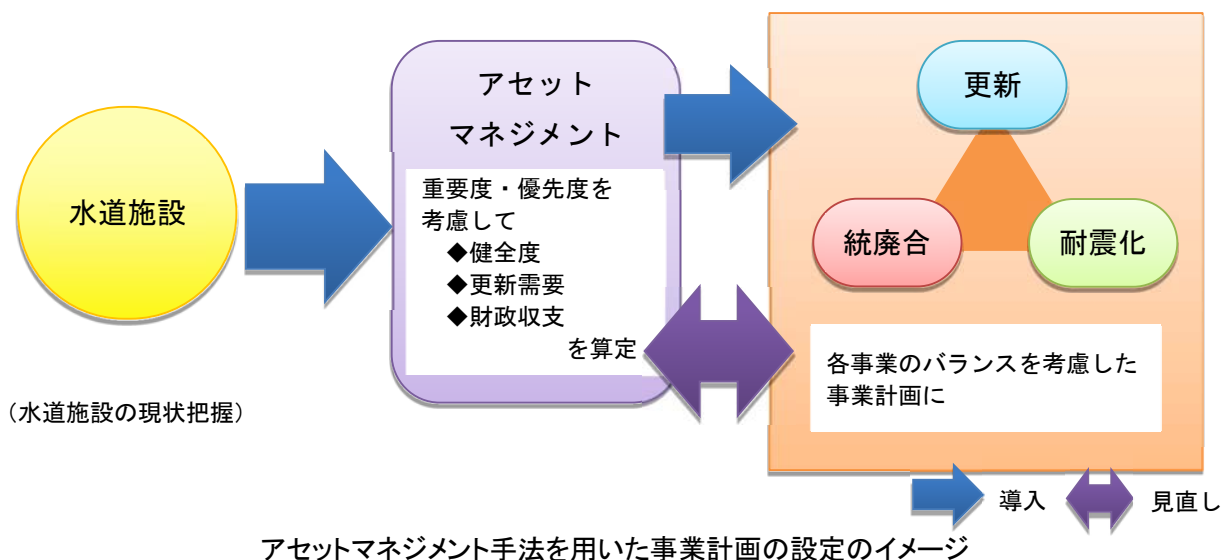 水道施設
（水道施設の現状把握）
アセット
マネジメント
重要度・優先度を
考慮して
◆健全度
◆更新需要
◆財政収支
を算定
更新
統廃合
耐震化
各事業のバランスを考慮した
事業計画に
導入
見直し
アセットマネジメント手法を用いた事業計画の設定のイメージ